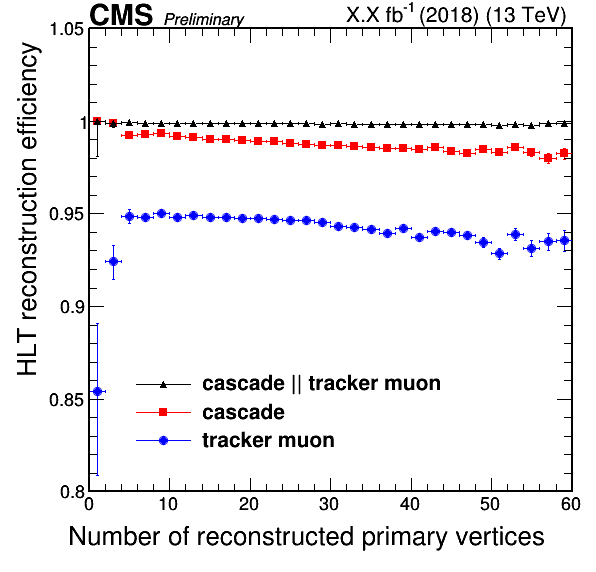 CMS Preliminary X.X fb-1 (2018) (13 TeV)
1.05
1
0.95
0.9
0.85
0.8
HLT reconstruction efficiency
cascade || tracker muon
cascade
tracker muon
0 10 20 30 40 50 60
Number of reconstructed primary vertices